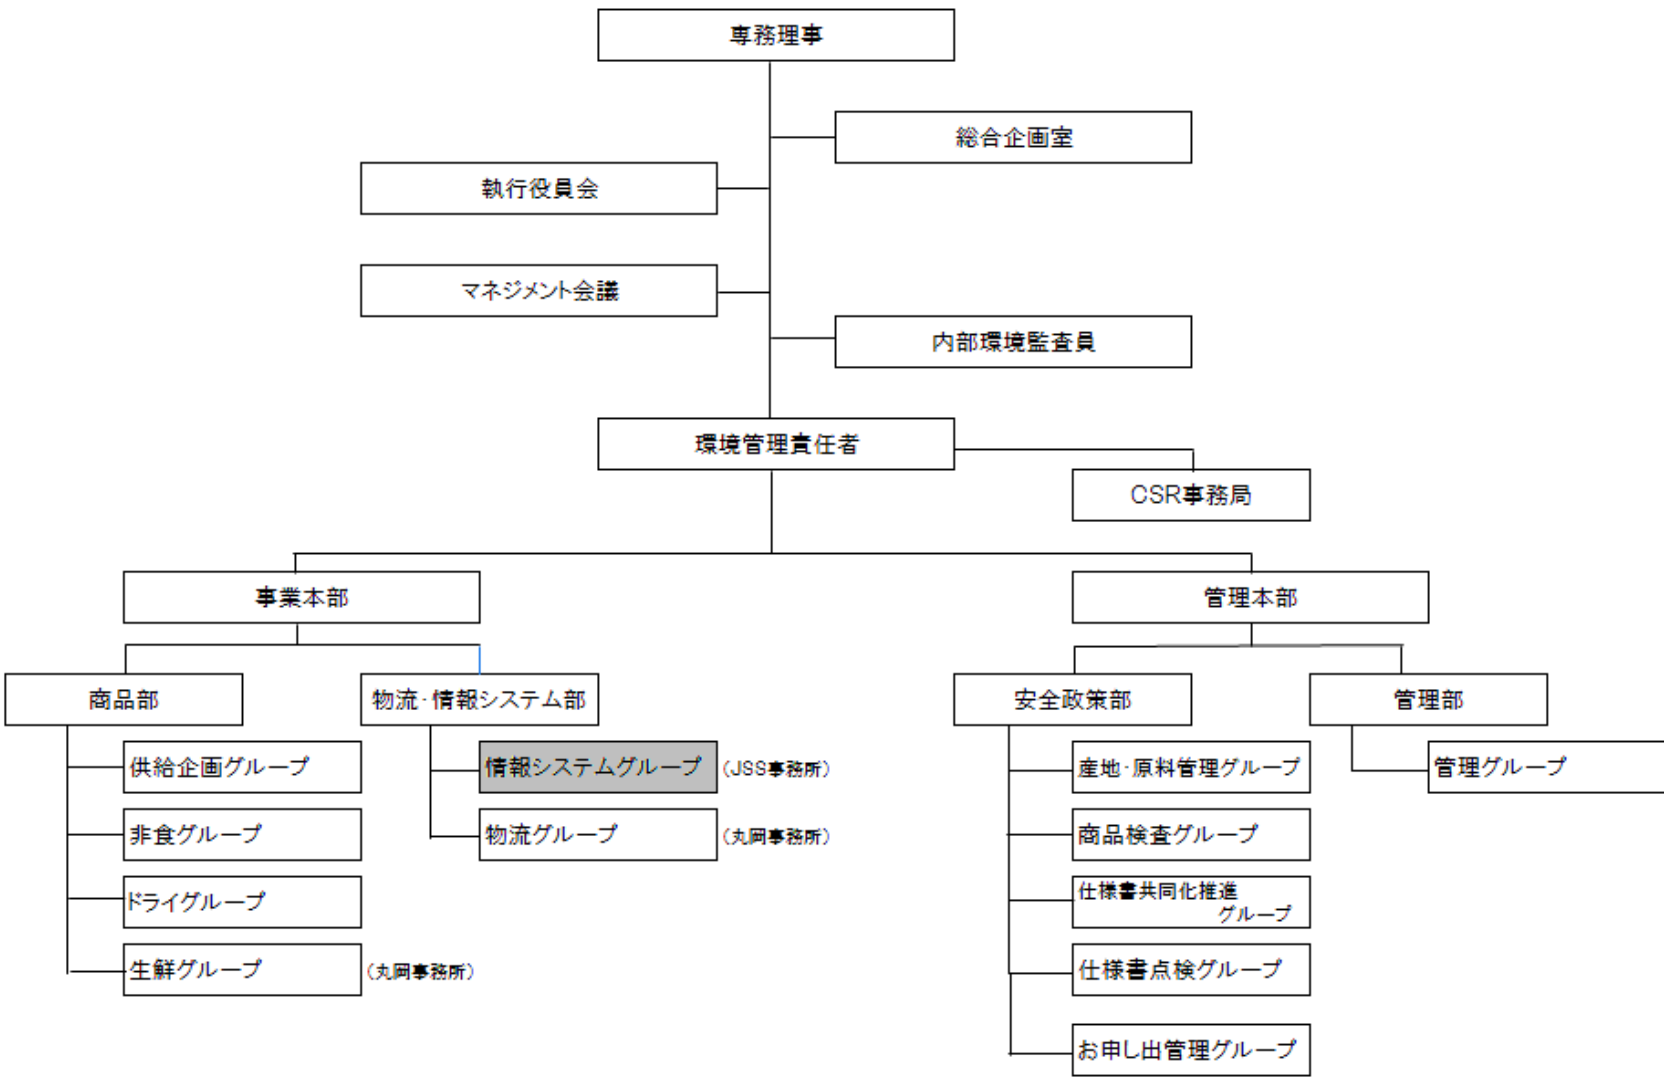 専務理事
総合企画室
執行役員会
マネジメント会議
内部環境監査員
環境管理責任者
CSR事務局
事業本部
管理本部
商品部
物流・情報システム部
安全政策部
管理部
供給企画グループ
情報システムグループ (JSS事務所)
産地・原料管理グループ
管理グループ
非食グループ
物流グループ (丸岡事務所)
商品検査グループ
ドライグループ
仕様書共同化推進
グループ
生鮮グループ (丸岡事務所)
仕様書点検グループ
お申し出管理グループ